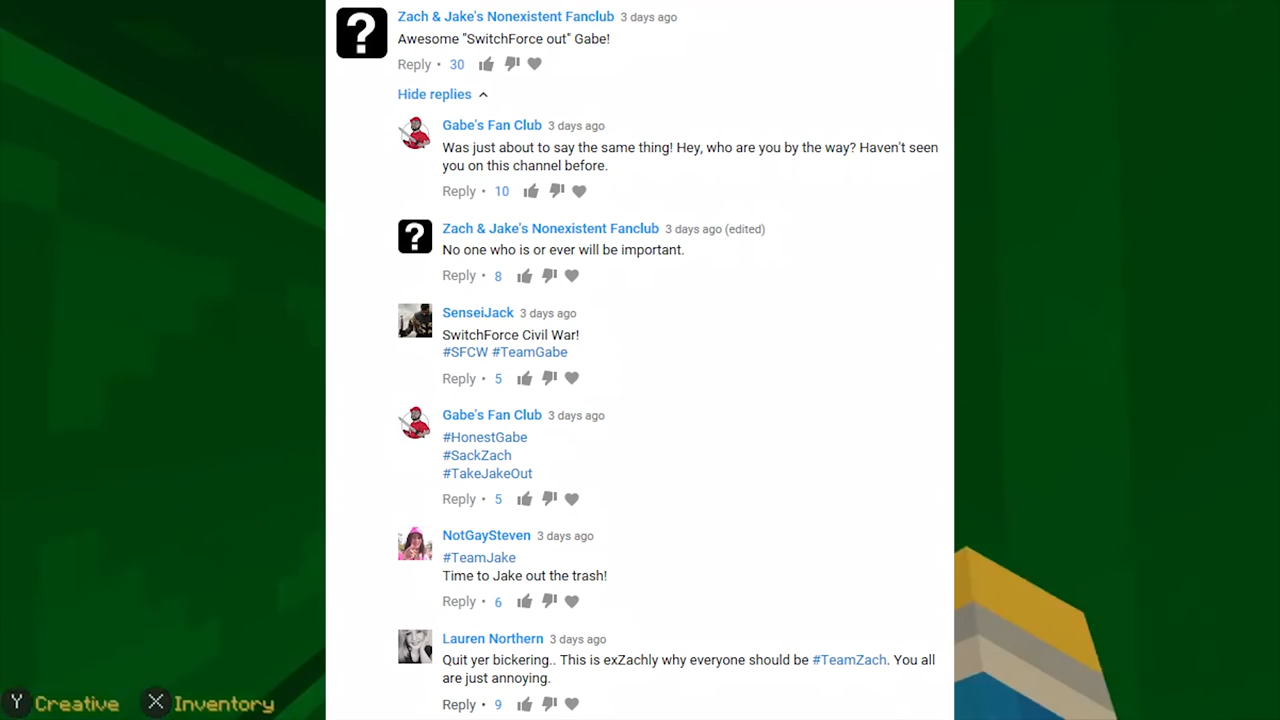 ?
Zach & Jake's Nonexistent Fanclub 3 days ago
Awesome "SwitchForce out" Gabe!
Reply • 30
Hide replies
Gabe's Fan Club 3 days ago
Was just about to say the same thing! Hey, who are you by the way? Haven't seen
you on this channel before.
Reply • 10
?
Zach & Jake's Nonexistent Fanclub 3 days ago (edited)
No one who is or ever will be important.
Reply • 8
SenseiJack 3 days ago
SwitchForce Civil War!
#SFCW #TeamGabe
Reply • 5
Gabe's Fan Club 3 days ago
#HonestGabe
#SackZach
#TakeJakeOut
Reply • 5
NotGaySteven 3 days ago
#TeamJake
Time to Jake out the trash!
Reply • 6
Lauren Northern 3 days ago
Quit yer bickering.. This is exZachly why everyone should be #TeamZach. You all
are just annoying.
Reply • 9
Y Creative X Inventory